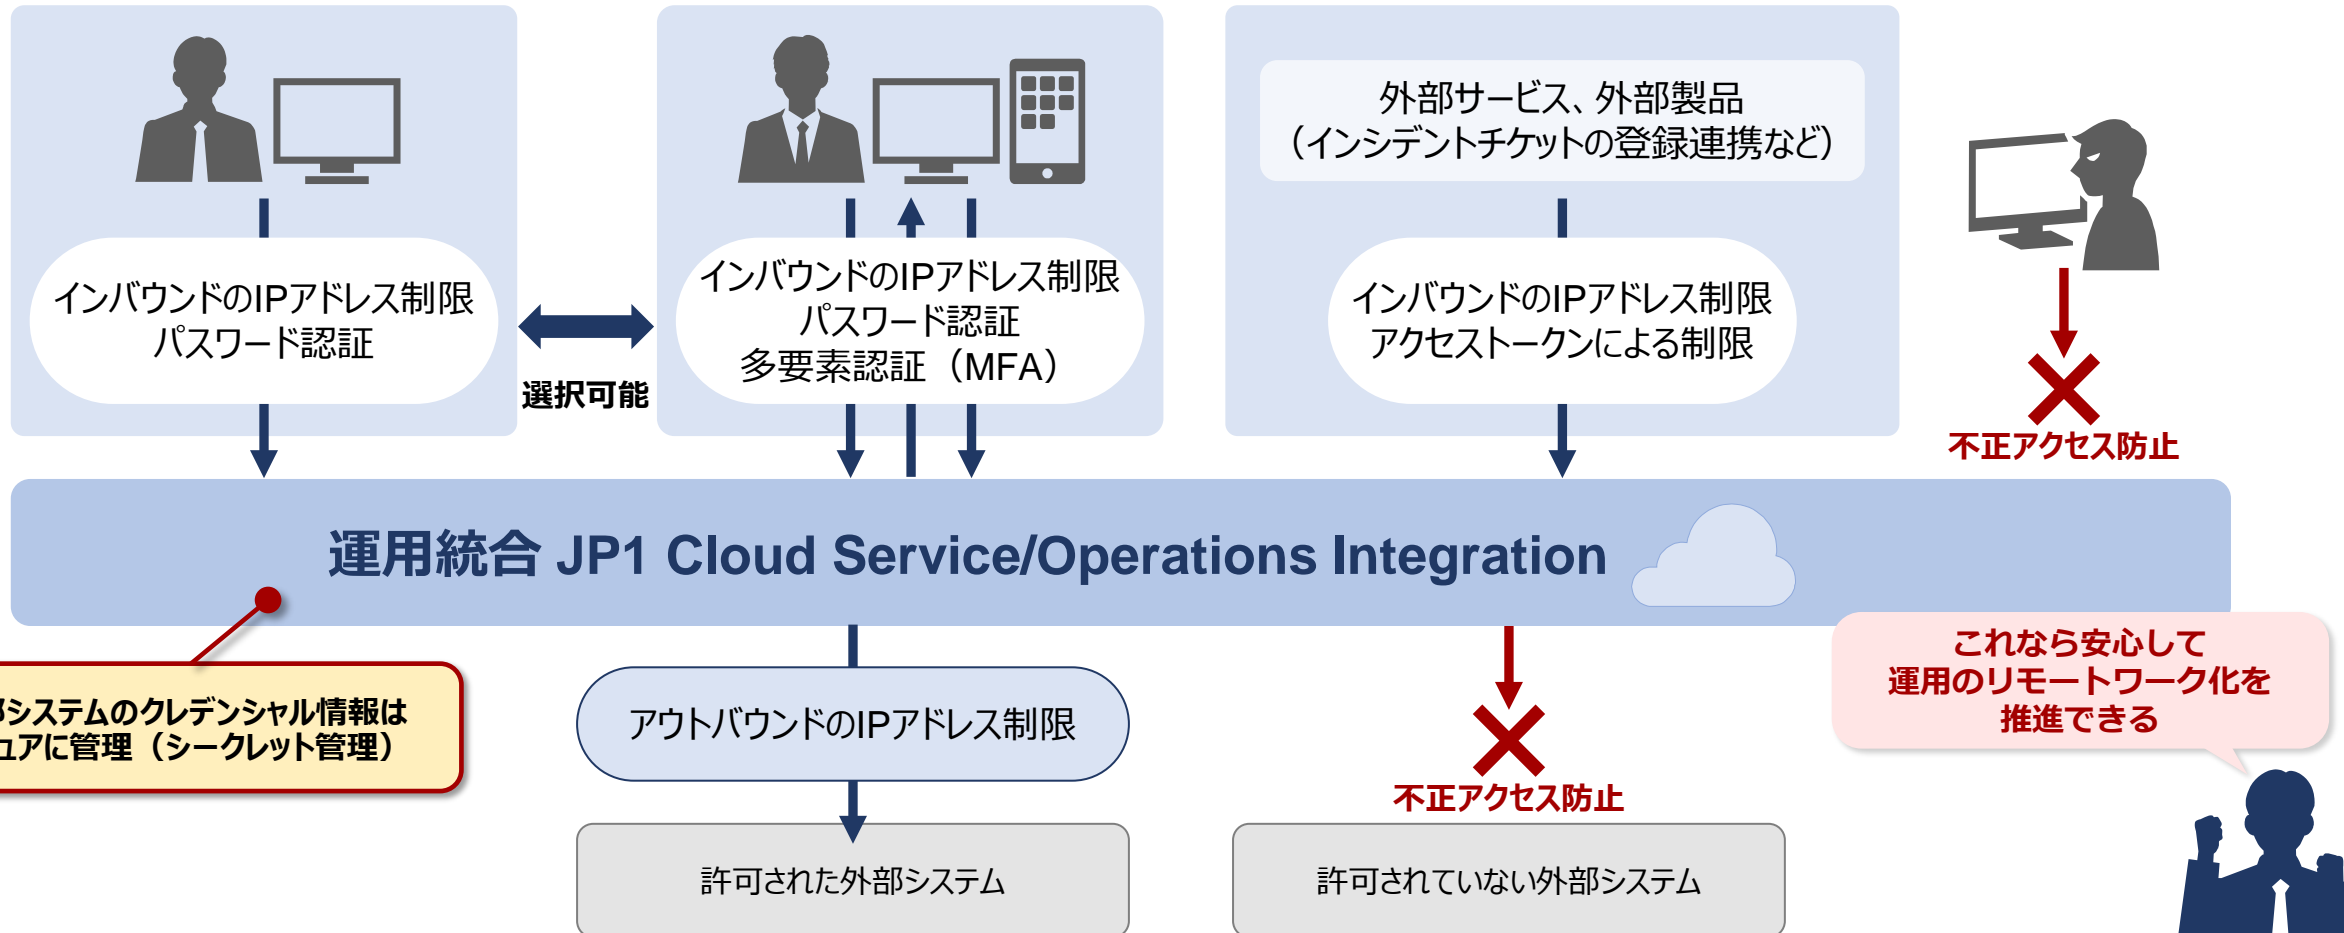 外部サービス、外部製品
（インシデントチケットの登録連携など）
インバウンドのIPアドレス制限
パスワード認証
選択可能
インバウンドのIPアドレス制限
パスワード認証
多要素認証（MFA）
インバウンドのIPアドレス制限
アクセストークンによる制限
不正アクセス防止
運用統合 JP1 Cloud Service/Operations Integration
システムのクレデンシャル情報は
ュアに管理（シークレット管理）
アウトバウンドのIPアドレス制限
不正アクセス防止
これなら安心して
運用のリモートワーク化を
推進できる
許可された外部システム
許可されていない外部システム